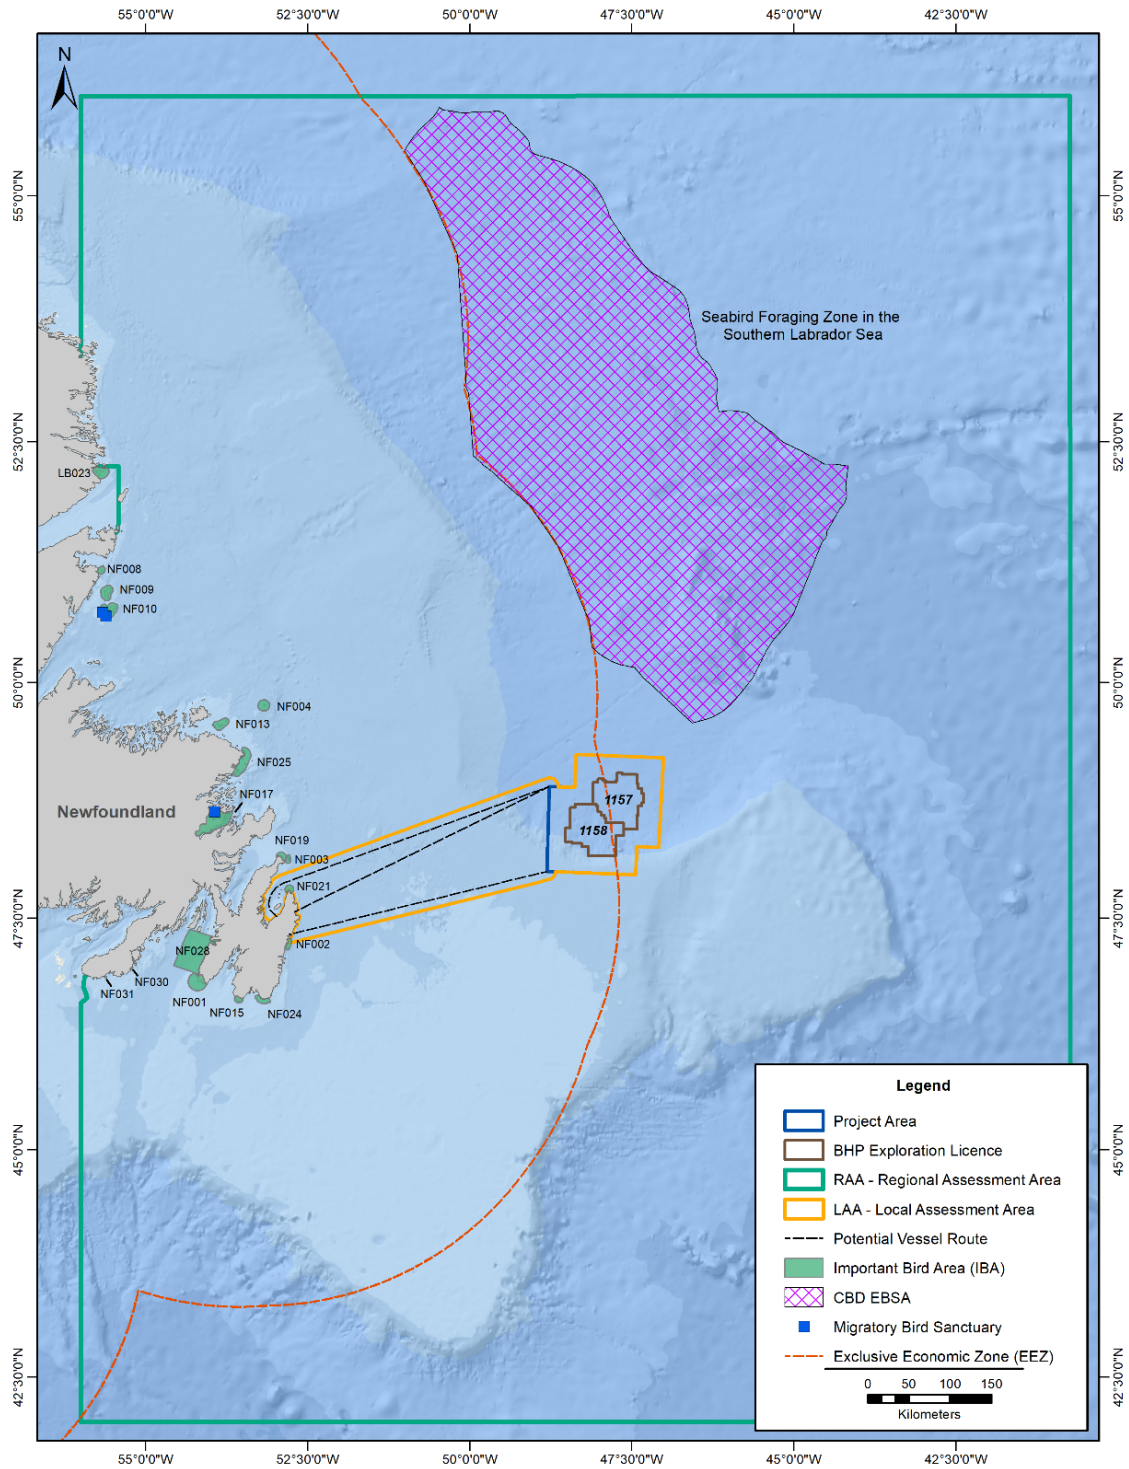 55°0'0"W
52°30'0"W
50°0'0"W
47°30'0"W
45°0'0"W
42°30'0"W
N
55°0'0"N
55°0'0"N
Seabird Foraging Zone in the
Southern Labrador Sea
52°30'0"N
52°30'0"N
LB023
NF008
NF009
NF010
50°0'0"N
50°0'0"N
NF004
NF013
NF025
NF017
Newfoundland
1157
1158
NF019
NF003
NF021
47°30'0"N
47°30'0"N
NF002
NF028
NF030
NF031
NF001
NF015
NF024
Legend
Project Area
BHP Exploration Licence
RAA - Regional Assessment Area
LAA - Local Assessment Area
Potential Vessel Route
Important Bird Area (IBA)
CBD EBSA
Migratory Bird Sanctuary
Exclusive Economic Zone (EEZ)
0 50 100 150
Kilometers
45°0'0"N
45°0'0"N
42°30'0"N
42°30'0"N
55°0'0"W
52°30'0"W
50°0'0"W
47°30'0"W
45°0'0"W
42°30'0"W